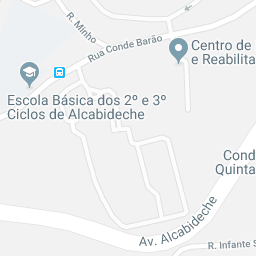 R. Minho
Rua Conde Barão
Centro de
e Reabilita
Escola Básica dos 2º e 3º
Ciclos de Alcabideche
Cond
Quinta
Av. Alcabideche
R. Infante S